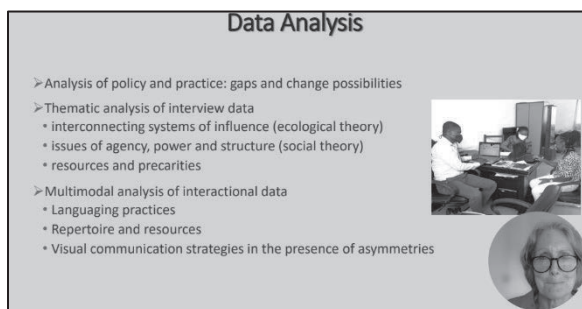 Data Analysis
➢Analysis of policy and practice: gaps and change possibilities
➢Thematic analysis of interview data
• interconnecting systems of influence (ecological theory)
• issues of agency, power and structure (social theory)
• resources and precarities
➢Multimodal analysis of interactional data
• Languaging practices
• Repertoire and resources
• Visual communication strategies in the presence of asymmetries